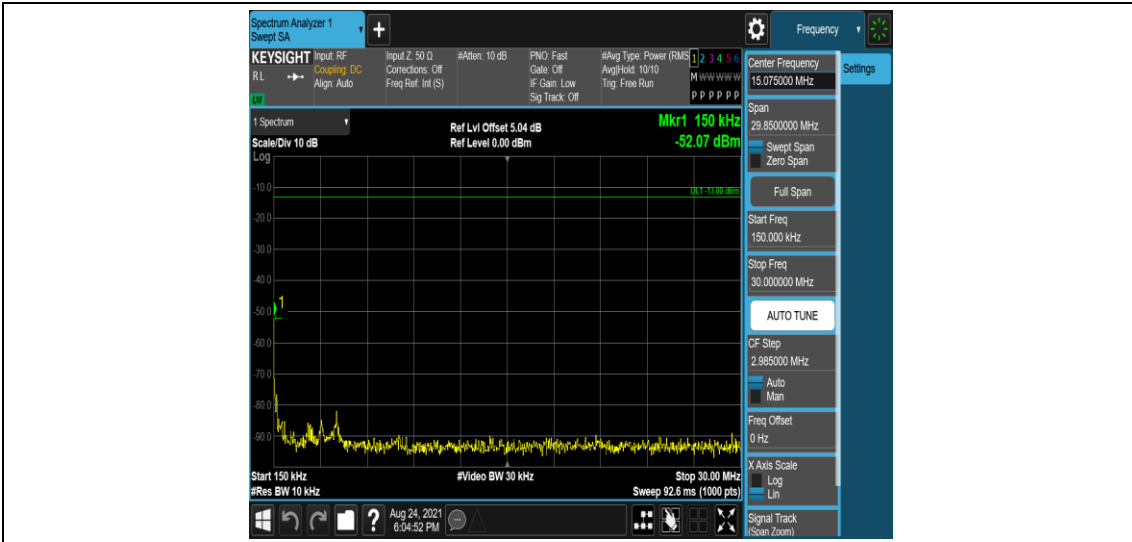 Spectrum Analyzer 1
Swept SA
+
Frequency
KEYSIGHT
RL
LXI
Input: RF
Coupling: DC
Align: Auto
Input Z: 50 Ω
Corrections: Off
Freq Ref: Int (S)
#Atten: 10 dB
PNO: Fast
Gate: Off
IF Gain: Low
Sig Track: Off
#Avg Type: Power (RMS
Avg|Hold: 10/10
Trig: Free Run
1 2 3 4 5 6
M W W W W W
P P P P P P
Center Frequency
15.075000 MHz
Settings
1 Spectrum
Scale/Div 10 dB
Log
Ref Lvl Offset 5.04 dB
Ref Level 0.00 dBm
Mkr1 150 kHz
-52.07 dBm
DL1 -13.00 dBm
-10.0
-20.0
-30.0
-40.0
-50.0
-60.0
-70.0
-80.0
-90.0
1
Start 150 kHz
#Res BW 10 kHz
#Video BW 30 kHz
Stop 30.00 MHz
Sweep 92.6 ms (1000 pts)
Span
29.8500000 MHz
Swept Span
Zero Span
Full Span
Start Freq
150.000 kHz
Stop Freq
30.000000 MHz
AUTO TUNE
CF Step
2.985000 MHz
Auto
Man
Freq Offset
0 Hz
X Axis Scale
Log
Lin
Signal Track
(Span Zoom)
?
Aug 24, 2021
6:04:52 PM